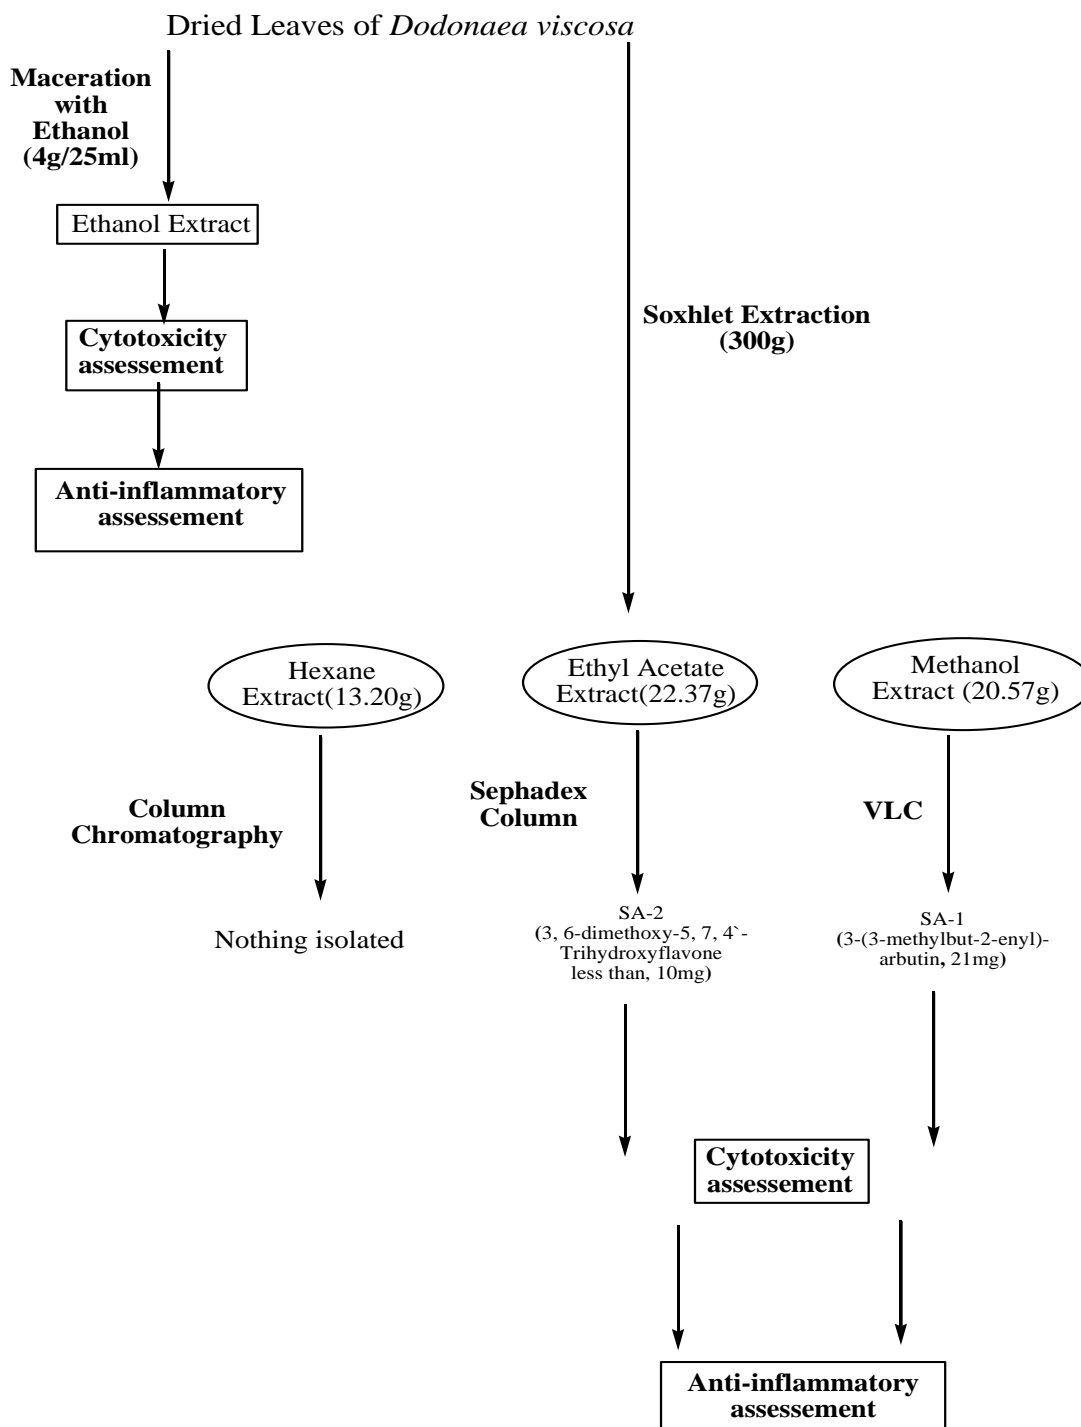 Dried Leaves of Dodonaea viscosa
Maceration
with
Ethanol
(4g/25ml)
Ethanol Extract
Cytotoxicity
assessement
Anti-inflammatory
assessement
Soxhlet Extraction
(300g)
Hexane
Extract(13.20g)
Ethyl Acetate
Extract(22.37g)
Methanol
Extract (20.57g)
Column
Chromatography
Sephadex
Column
VLC
Nothing isolated
SA-2
(3, 6-dimethoxy-5, 7, 4`-
Trihydroxyflavone
less than, 10mg)
SA-1
(3-(3-methylbut-2-enyl)-
arbutin, 21mg)
Cytotoxicity
assessement
Anti-inflammatory
assessement